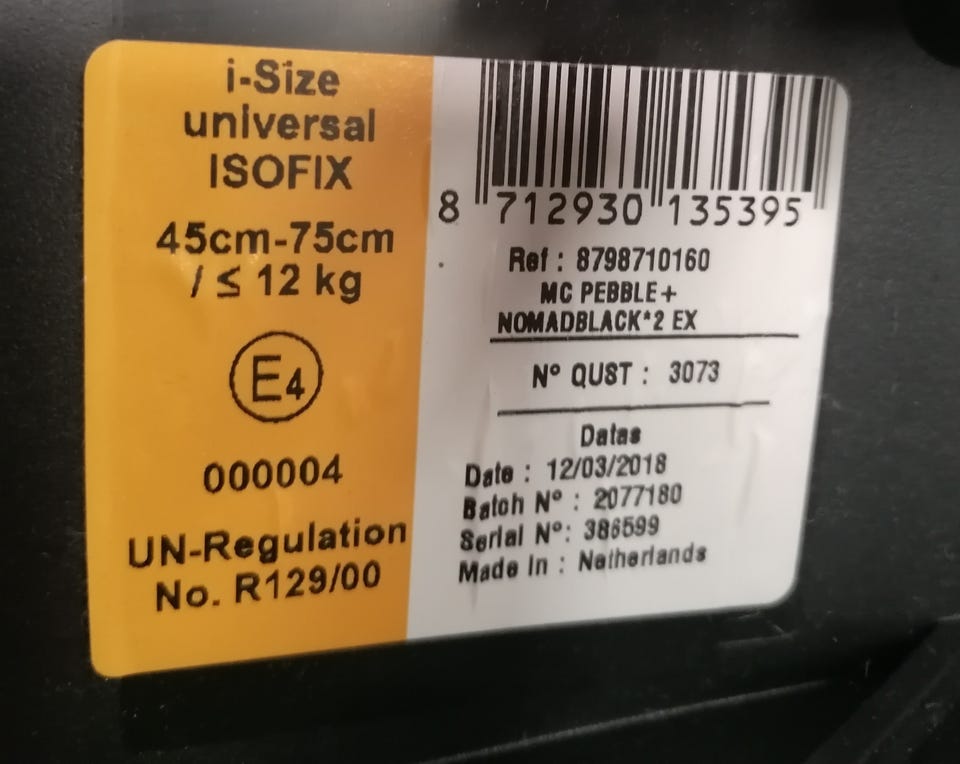 i-Size
universal
ISOFIX
45cm-75cm
/ ≤ 12 kg
E4
000004
UN-Regulation
No. R129/00
8 712930 135395
Ref : 8798710160
MC PEBBLE+
NOMADBLACK*2 EX
N° QUST : 3073
Datas
Date : 12/03/2018
Batch N° : 2077180
Serial N°: 386599
Made In : Netherlands